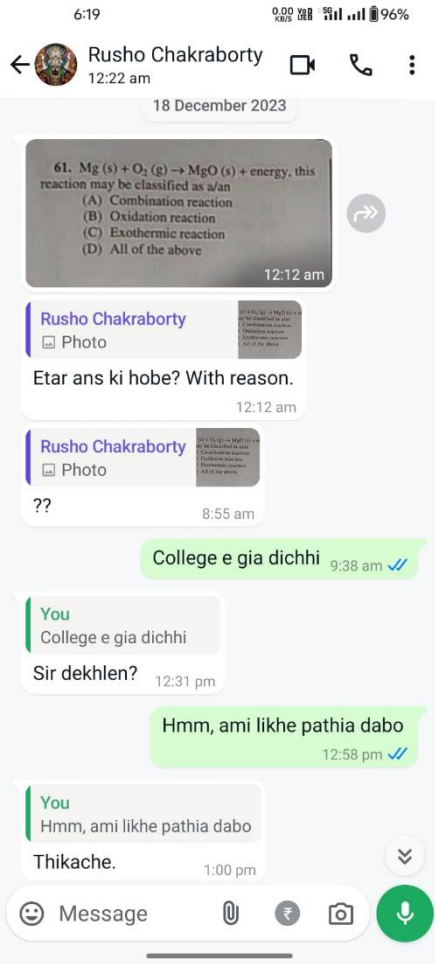 6:19
0.00 KB/S
5G
96%
Rusho Chakraborty
12:22 am
18 December 2023
61. Mg (s) + O₂ (g) → MgO (s) + energy, this
reaction may be classified as a/an
(A) Combination reaction
(B) Oxidation reaction
(C) Exothermic reaction
(D) All of the above
12:12 am
Rusho Chakraborty
Photo
Etar ans ki hobe? With reason.
12:12 am
Rusho Chakraborty
Photo
??
8:55 am
College e gia dichhi 9:38 am
You
College e gia dichhi
Sir dekhlen? 12:31 pm
Hmm, ami likhe pathia dabo
12:58 pm
You
Hmm, ami likhe pathia dabo
Thikache.
1:00 pm
Message
₹